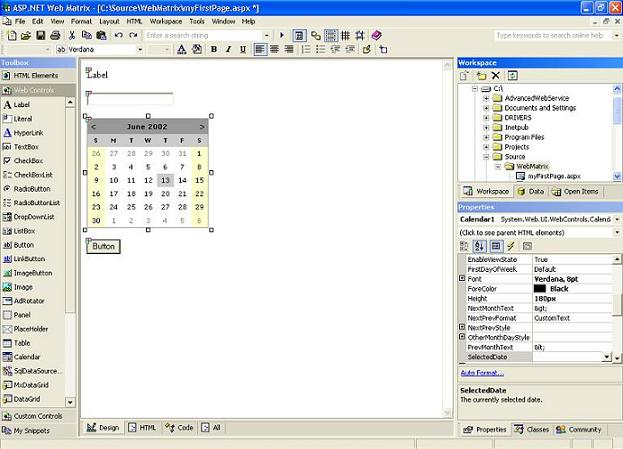 ASP.NET Web Matrix - [C:\Source\WebMatrix\myFirstPage.aspx *]
File Edit View Format Layout HTML Workspace Tools Window Help
Enter a search string
Type keywords to search online help
ab Verdana
A B I U
Toolbox
HTML Elements
Web Controls
Label
Literal
HyperLink
TextBox
CheckBox
CheckBoxList
RadioButton
RadioButtonList
DropDownList
ListBox
Button
LinkButton
ImageButton
Image
AdRotator
Panel
PlaceHolder
Table
Calendar
SqlDataSource...
MxDataGrid
DataGrid
Custom Controls
My Snippets
Label
< June 2002 >
S M T W T F S
26 27 28 29 30 31 1
2 3 4 5 6 7 8
9 10 11 12 13 14 15
16 17 18 19 20 21 22
23 24 25 26 27 28 29
30 1 2 3 4 5 6
Button
Design HTML Code All
Workspace
C:\
AdvancedWebService
Documents and Settings
DRIVERS
Inetpub
Program Files
Projects
Source
WebMatrix
myFirstPage.aspx
Workspace Data Open Items
Properties
Calendar1 System.Web.UI.WebControls.Calenda
(Click to see parent HTML elements)
EnableViewState True
FirstDayOfWeek Default
Font Verdana, 8pt
ForeColor Black
Height 180px
NextMonthText &gt;
NextPrevFormat CustomText
NextPrevStyle
OtherMonthDayStyle
PrevMonthText &lt;
SelectedDate
Auto Format...
SelectedDate
The currently selected date.
Properties Classes Community